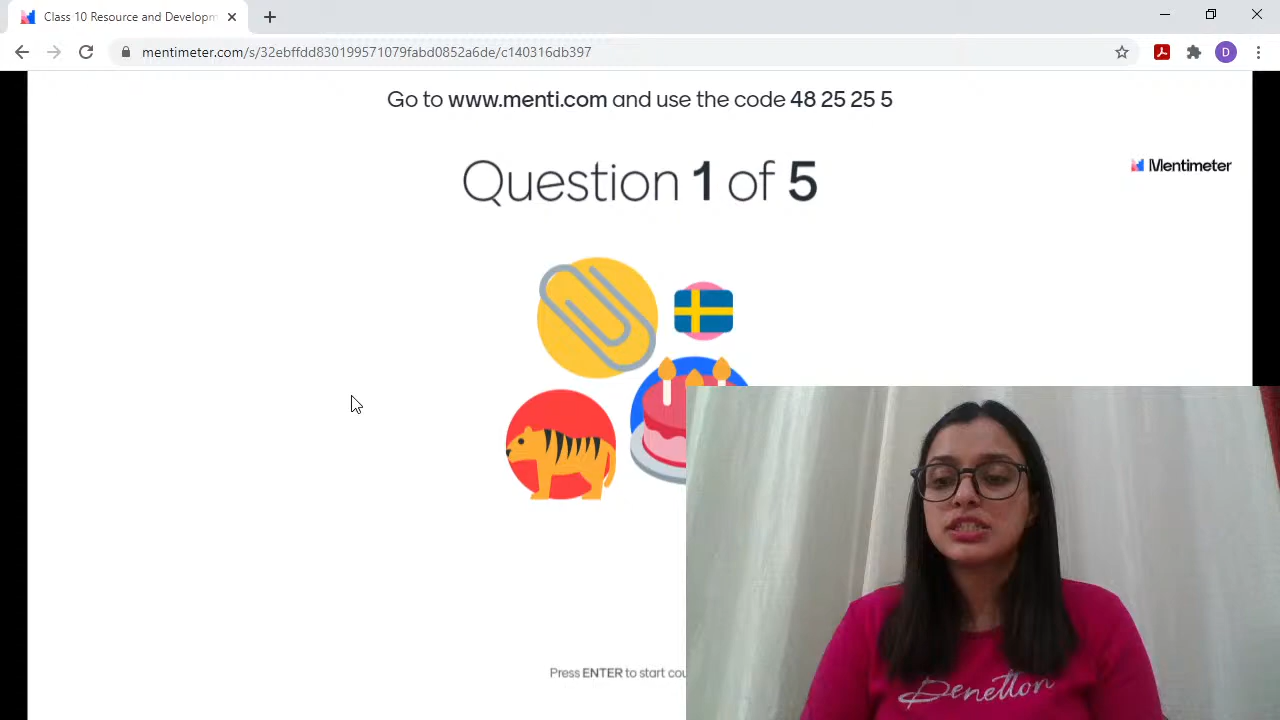 Class 10 Resource and Developm
mentimeter.com/s/32ebffdd830199571079fabd0852a6de/c140316db397
D
Go to www.menti.com and use the code 48 25 25 5
Mentimeter
Question 1 of 5
Press ENTER to start cou
Benetton